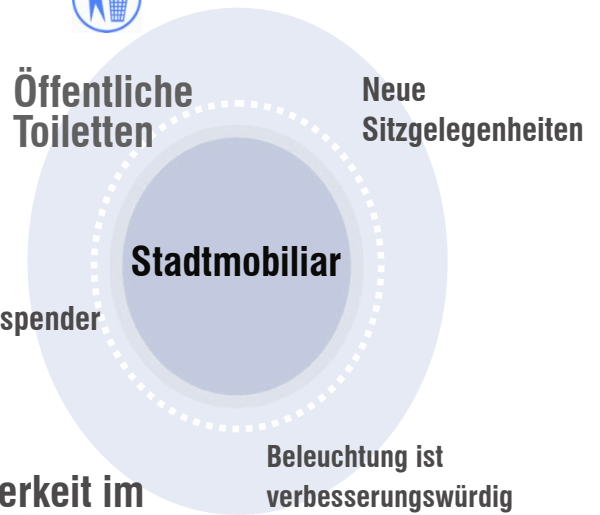 Öffentliche
Toiletten
Neue
Sitzgelegenheiten
Stadtmobiliar
spender
Beleuchtung ist
verbesserungswürdig
erkeit im